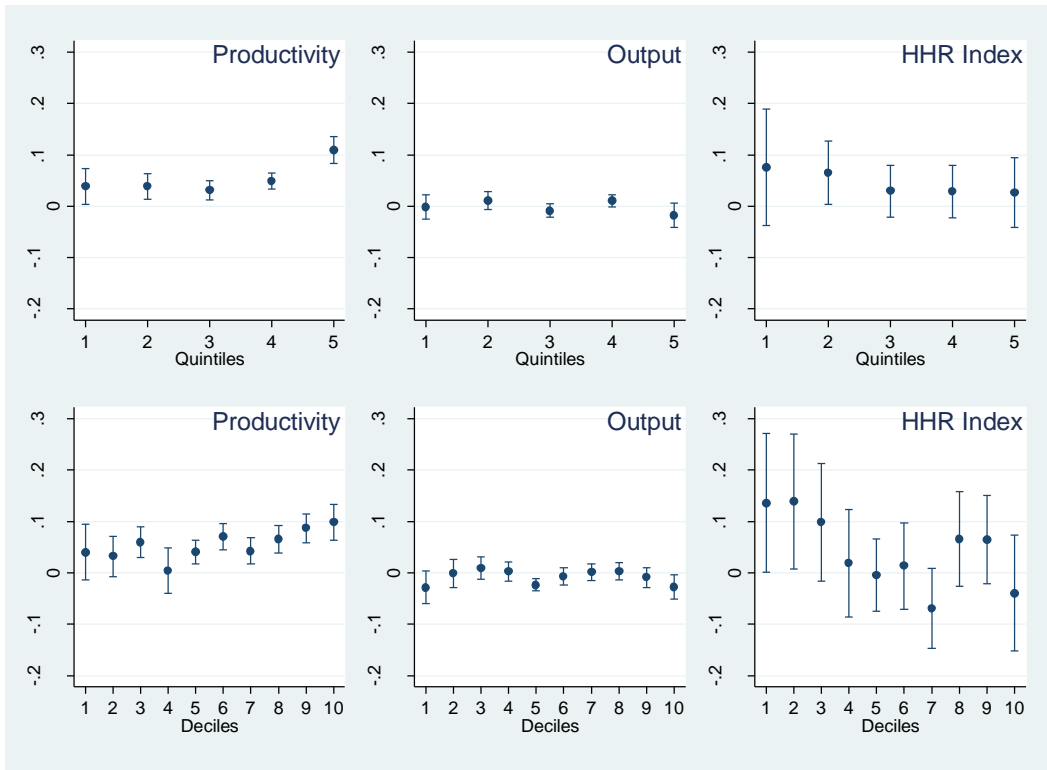 Productivity
.3
.2
.1
0
-.1
-.2
1 2 3 4 5
Quintiles
Output
.3
.2
.1
0
-.1
-.2
1 2 3 4 5
Quintiles
HHR Index
.3
.2
.1
0
-.1
-.2
1 2 3 4 5
Quintiles
Productivity
.3
.2
.1
0
-.1
-.2
1 2 3 4 5 6 7 8 9 10
Deciles
Output
.3
.2
.1
0
-.1
-.2
1 2 3 4 5 6 7 8 9 10
Deciles
HHR Index
.3
.2
.1
0
-.1
-.2
1 2 3 4 5 6 7 8 9 10
Deciles